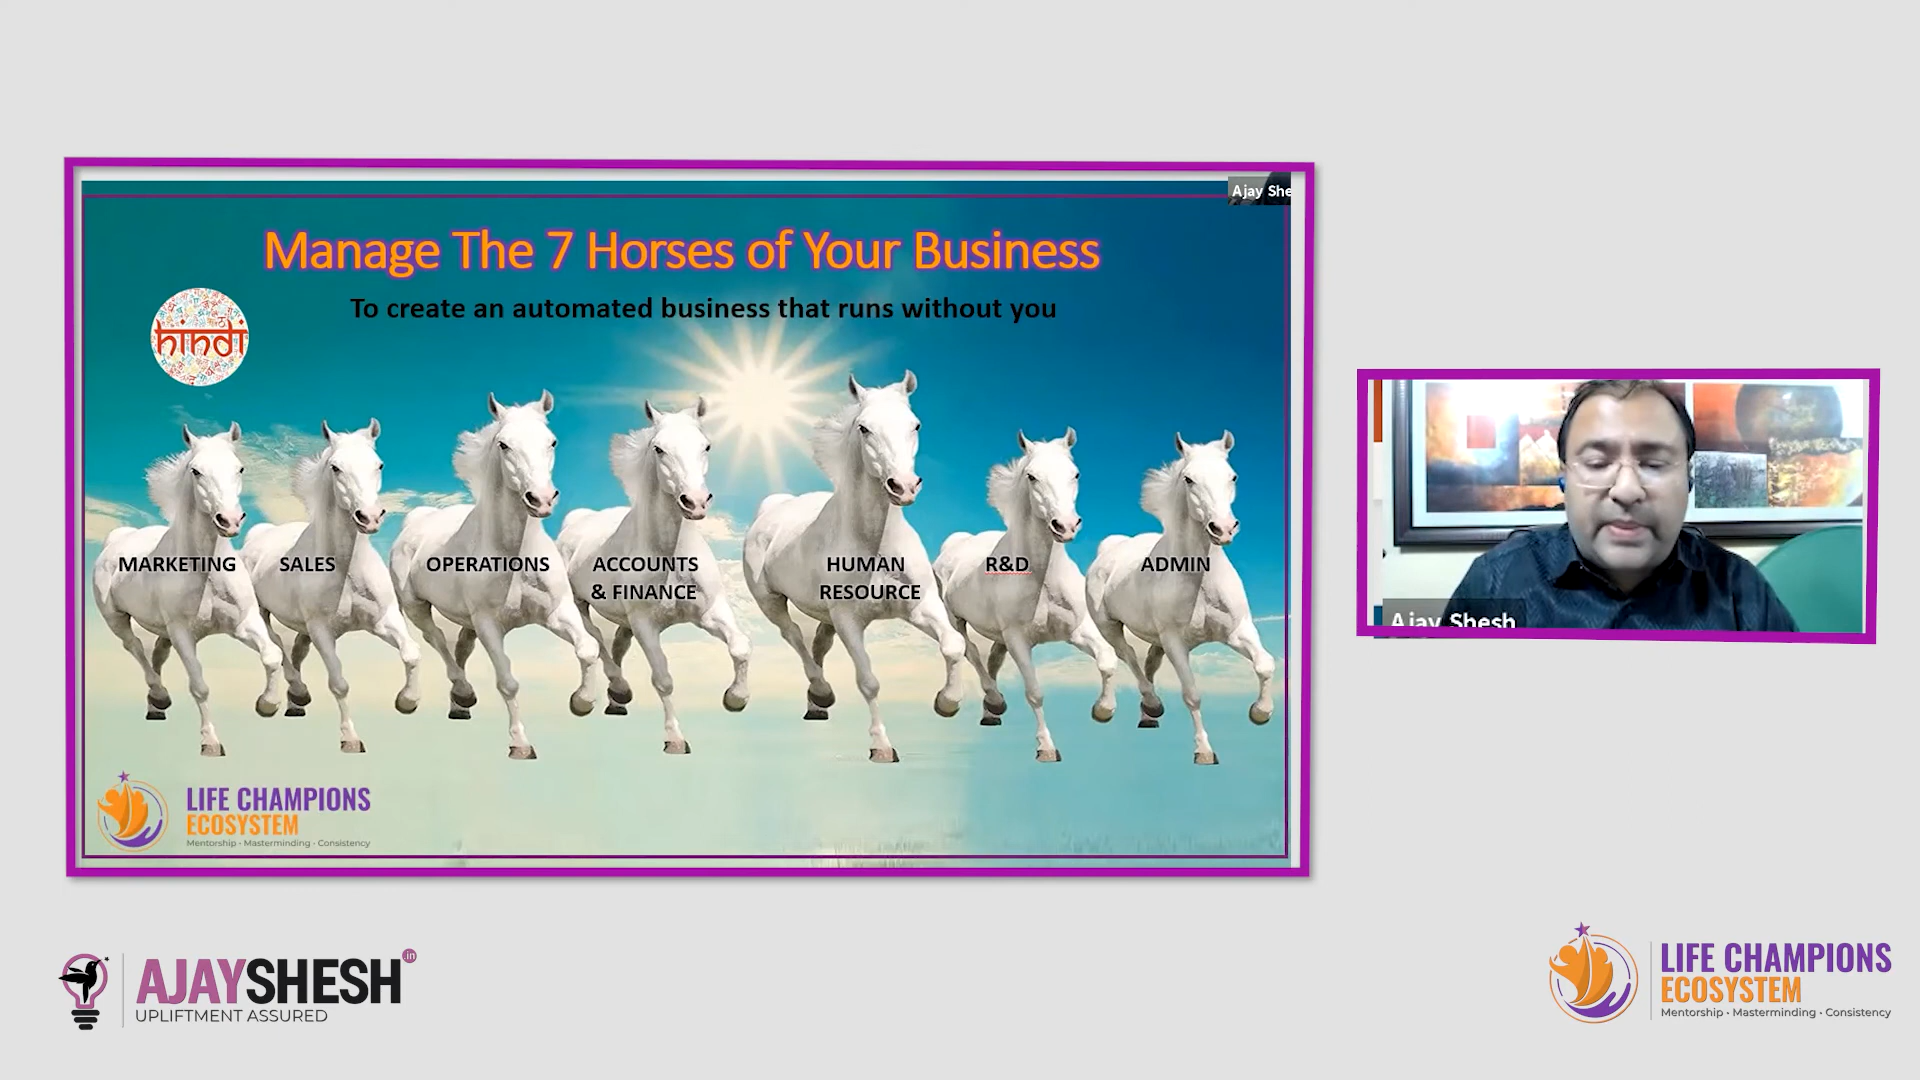 Ajay She
Manage The 7 Horses of Your Business
To create an automated business that runs without you
hindi
MARKETING
SALES
OPERATIONS
ACCOUNTS
& FINANCE
HUMAN
RESOURCE
R&D
ADMIN
LIFE CHAMPIONS
ECOSYSTEM
Mentorship • Masterminding • Consistency
Ajay Shesh
AJAYSHESH in
UPLIFTMENT ASSURED
LIFE CHAMPIONS
ECOSYSTEM
Mentorship • Masterminding • Consistency